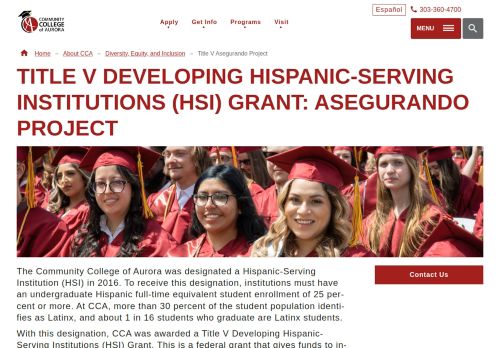 COMMUNITY
COLLEGE
of AURORA
Apply
Get Info
Programs
Visit
Español
303-360-4700
MENU
Home » About CCA » Diversity, Equity, and Inclusion » Title V Asegurando Project
TITLE V DEVELOPING HISPANIC-SERVING
INSTITUTIONS (HSI) GRANT: ASEGURANDO
PROJECT
The Community College of Aurora was designated a Hispanic-Serving
Institution (HSI) in 2016. To receive this designation, institutions must have
an undergraduate Hispanic full-time equivalent student enrollment of 25 per-
cent or more. At CCA, more than 30 percent of the student population identi-
fies as Latinx, and about 1 in 16 students who graduate are Latinx students.
Contact Us
With this designation, CCA was awarded a Title V Developing Hispanic-
Serving Institutions (HSI) Grant. This is a federal grant that gives funds to in-